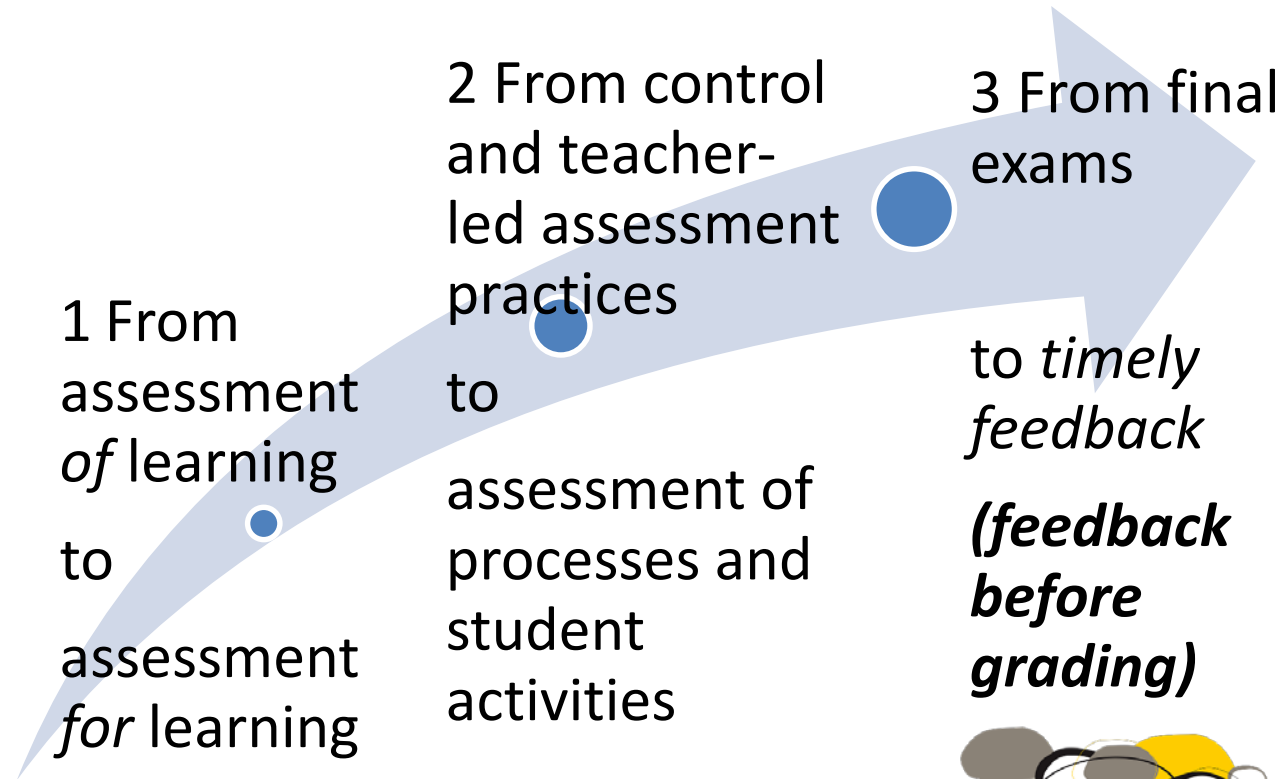 1 From
assessment
of learning
to
assessment
for learning
2 From control
and teacher-
led assessment
practices
to
assessment of
processes and
student
activities
3 From final
exams
to timely
feedback
(feedback
before
grading)